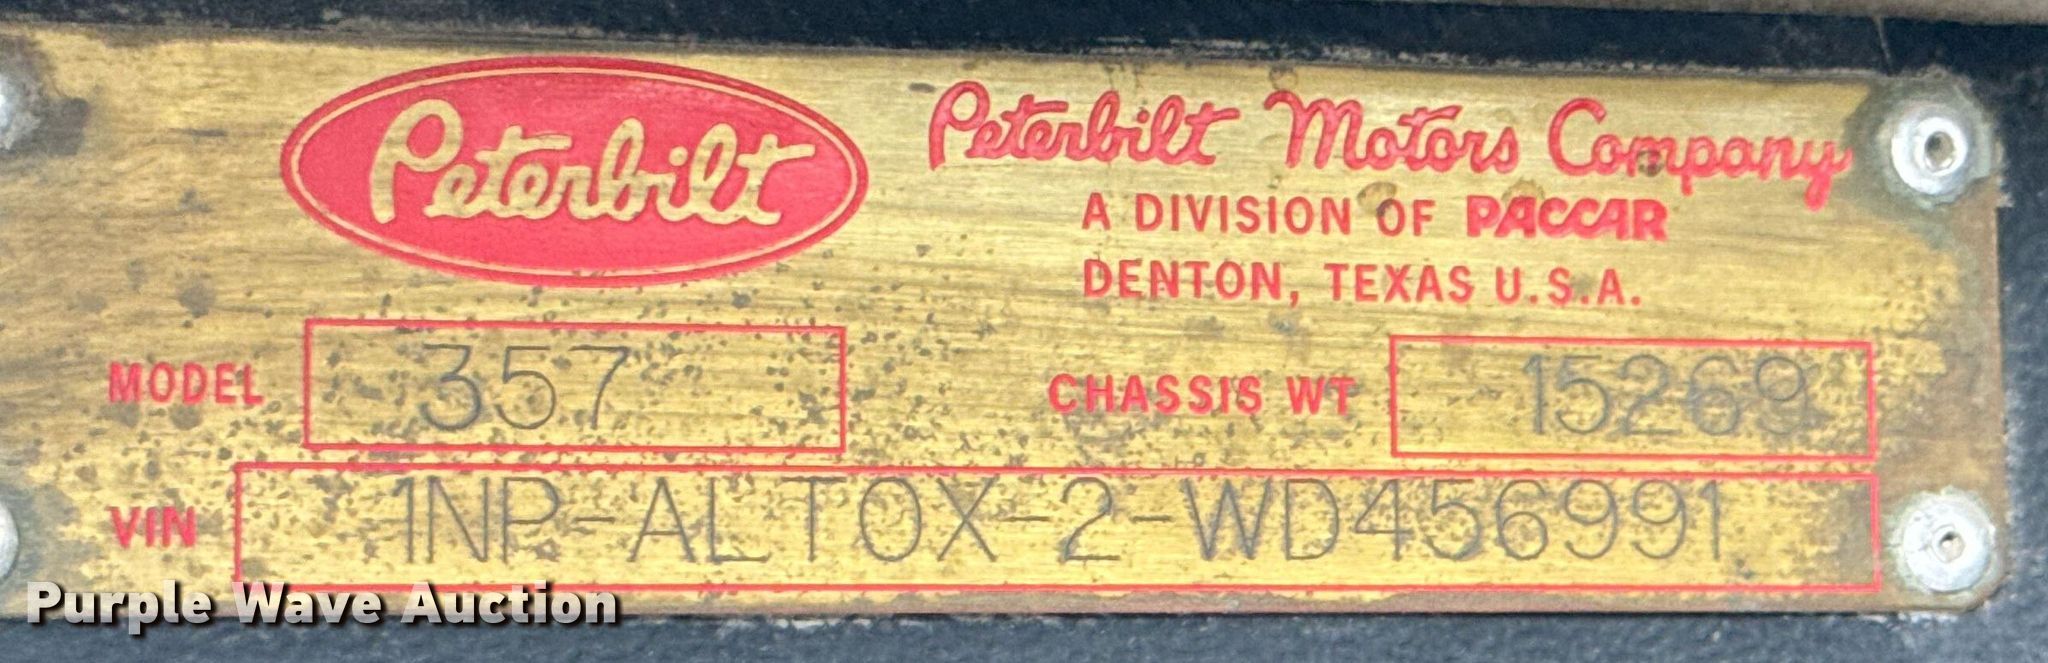 Peterbilt
Peterbilt Motors Company
A DIVISION OF PACCAR
DENTON, TEXAS U.S.A.
MODEL 357
CHASSIS WT 15269
VIN 1NP-ALTOX-2-WD456991
Purple Wave Auction